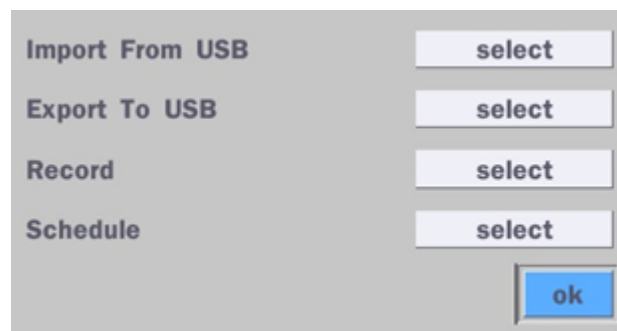 Import From USB select
Export To USB select
Record select
Schedule select
ok